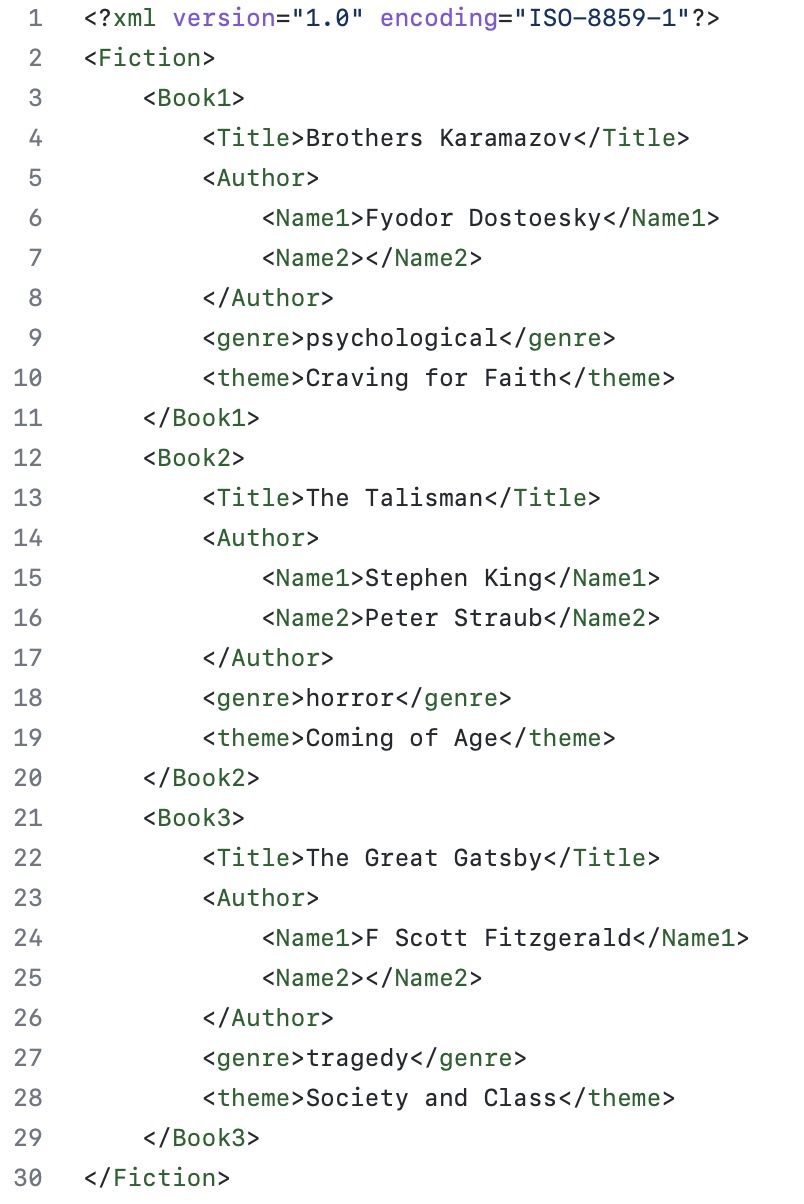 1 <?xml version="1.0" encoding="ISO-8859-1"?>
2 <Fiction>
3     <Book1>
4         <Title>Brothers Karamazov</Title>
5         <Author>
6             <Name1>Fyodor Dostoesky</Name1>
7             <Name2></Name2>
8         </Author>
9         <genre>psychological</genre>
10         <theme>Craving for Faith</theme>
11     </Book1>
12     <Book2>
13         <Title>The Talisman</Title>
14         <Author>
15             <Name1>Stephen King</Name1>
16             <Name2>Peter Straub</Name2>
17         </Author>
18         <genre>horror</genre>
19         <theme>Coming of Age</theme>
20     </Book2>
21     <Book3>
22         <Title>The Great Gatsby</Title>
23         <Author>
24             <Name1>F Scott Fitzgerald</Name1>
25             <Name2></Name2>
26         </Author>
27         <genre>tragedy</genre>
28         <theme>Society and Class</theme>
29     </Book3>
30 </Fiction>